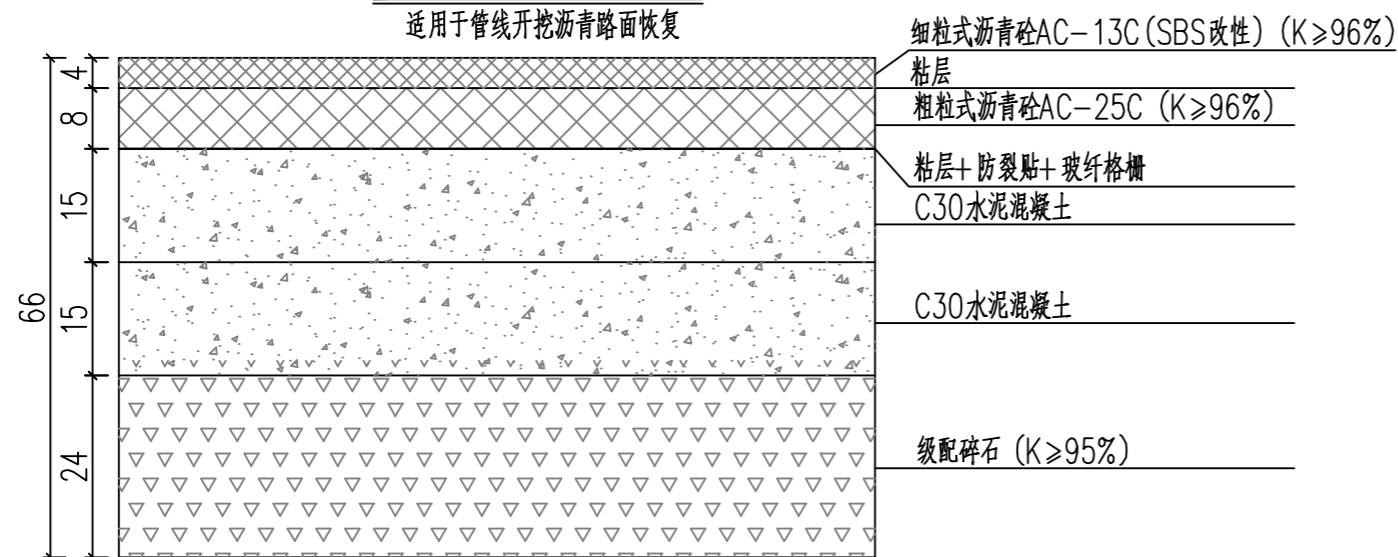 适用于管线开挖沥青路面恢复
细粒式沥青砼AC-13C(SBS改性) (K≥96%)
粘层
粗粒式沥青砼AC-25C (K≥96%)
粘层+防裂贴+玻纤格栅
C30水泥混凝土
C30水泥混凝土
级配碎石 (K≥95%)
4
8
15
15
24
66